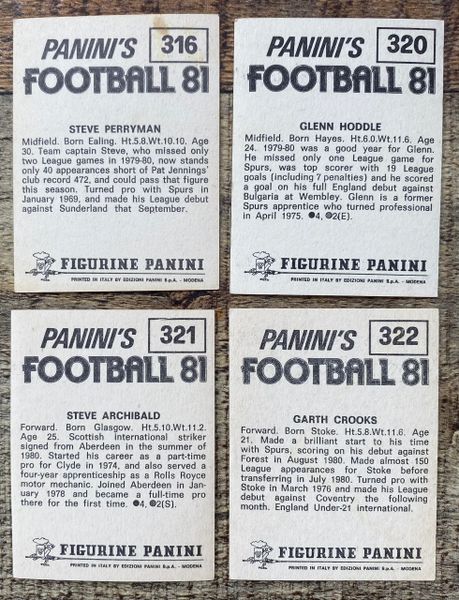 PANINI'S 316
FOOTBALL 81
STEVE PERRYMAN
Midfield. Born Ealing. Ht.5.8.Wt.10.10. Age
30. Team captain Steve, who missed only
two League games in 1979-80, now stands
only 40 appearances short of Pat Jennings'
club record 472, and could pass that figure
this season. Turned pro with Spurs in
January 1969, and made his League debut
against Sunderland that September.
FIGURINE PANINI
PRINTED IN ITALY BY EDIZIONI PANINI S.p.A. - MODENA
PANINI'S 320
FOOTBALL 81
GLENN HODDLE
Midfield. Born Hayes. Ht.6.0.Wt.11.6. Age
24. 1979-80 was a good year for Glenn.
He missed only one League game for
Spurs, was top scorer with 19 League
goals (including 7 penalties) and he scored
a goal on his full England debut against
Bulgaria at Wembley. Glenn is a former
Spurs apprentice who turned professional
in April 1975. ●4, ●2(E).
FIGURINE PANINI
PRINTED IN ITALY BY EDIZIONI PANINI S.p.A. - MODENA
PANINI'S 321
FOOTBALL 81
STEVE ARCHIBALD
Forward. Born Glasgow. Ht.5.10.Wt.11.2.
Age 25. Scottish international striker
signed from Aberdeen in the summer of
1980. Started his career as a part-time
pro for Clyde in 1974, and also served a
four-year apprenticeship as a Rolls Royce
motor mechanic. Joined Aberdeen in Jan-
uary 1978 and became a full-time pro
there for the first time. ●4, ●2(S).
FIGURINE PANINI
PRINTED IN ITALY BY EDIZIONI PANINI S.p.A. - MODENA
PANINI'S 322
FOOTBALL 81
GARTH CROOKS
Forward. Born Stoke. Ht.5.8.Wt.11.6. Age
21. Made a brilliant start to his time
with Spurs, scoring on his debut against
Forest in August 1980. Made almost 150
League appearances for Stoke before
transferring in July 1980. Turned pro with
Stoke in March 1976 and made his League
debut against Coventry the following
month. England Under-21 international.
FIGURINE PANINI
PRINTED IN ITALY BY EDIZIONI PANINI S.p.A. - MODENA